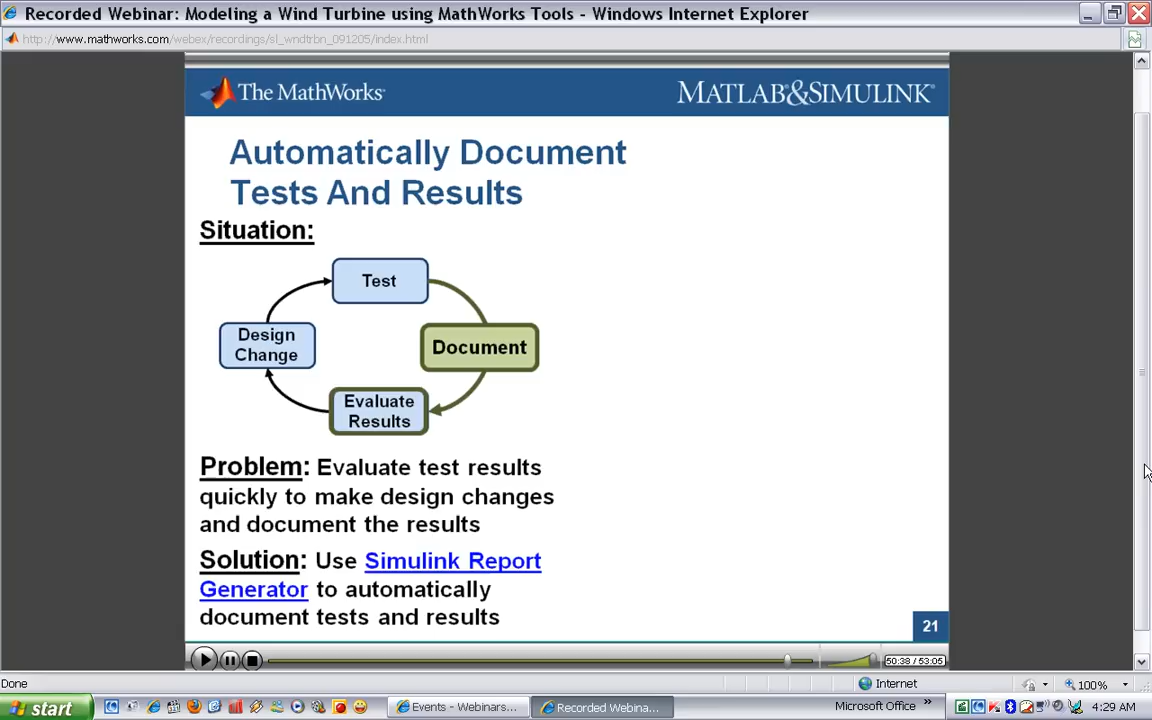 Recorded Webinar: Modeling a Wind Turbine using MathWorks Tools - Windows Internet Explorer
http://www.mathworks.com/webex/recordings/sl_wndtrbn_091205/index.html
The MathWorks
MATLAB&SIMULINK
Automatically Document
Tests And Results
Situation:
Test
Design
Change
Document
Evaluate
Results
Problem: Evaluate test results
quickly to make design changes
and document the results
Solution: Use Simulink Report
Generator to automatically
document tests and results
21
50:38 / 53:05
Done
Internet
100%
start
Events - Webinars...
Recorded Webina...
Microsoft Office
4:29 AM